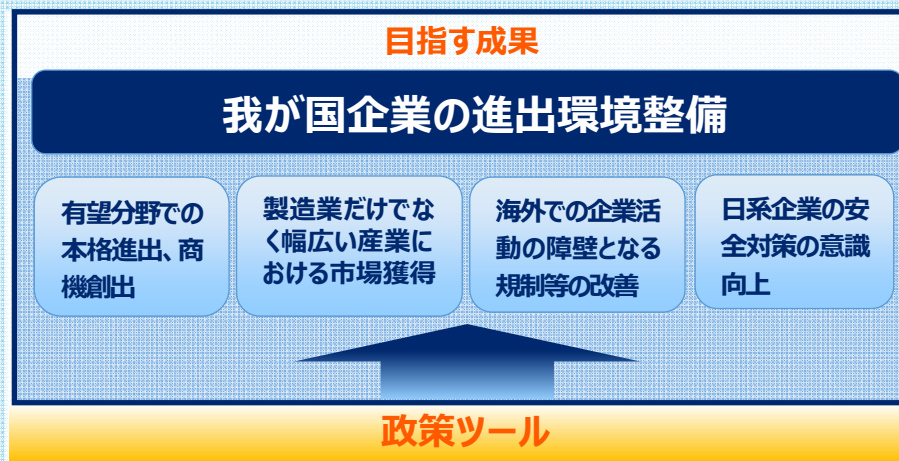 目指す成果
我が国企業の進出環境整備
有望分野での
本格進出、商
機創出
製造業だけでな
く幅広い産業に
おける市場獲得
海外での企業活
動の障壁となる
規制等の改善
日系企業の安
全対策の意識
向上
政策ツール